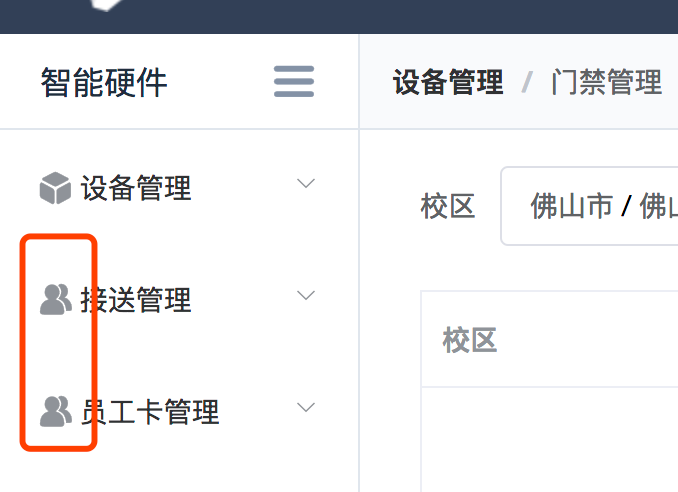 智能硬件
设备管理 / 门禁管理
设备管理
接送管理
员工卡管理
校区
佛山市 / 佛山
校区